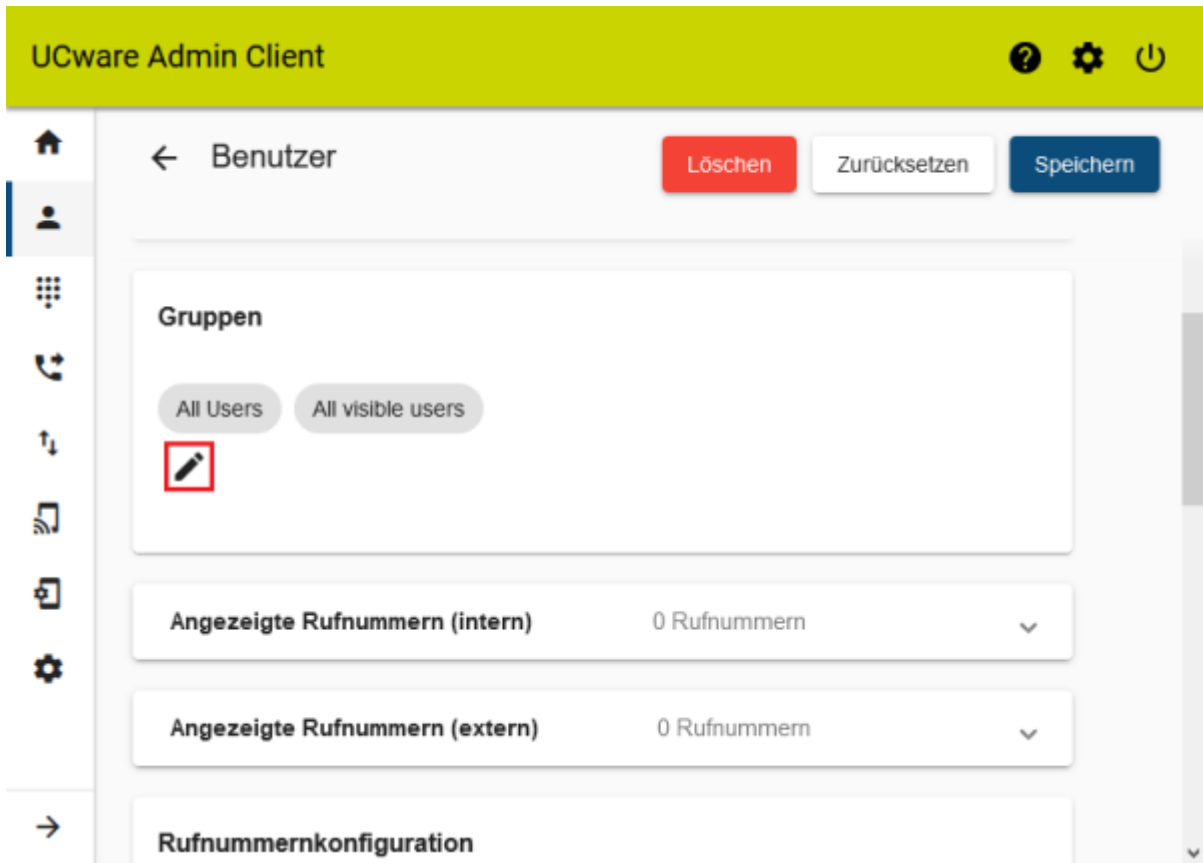 UCware Admin Client
Benutzer
Löschen
Zurücksetzen
Speichern
Gruppen
All Users
All visible users
Angezeigte Rufnummern (intern)
0 Rufnummern
Angezeigte Rufnummern (extern)
0 Rufnummern
Rufnummernkonfiguration